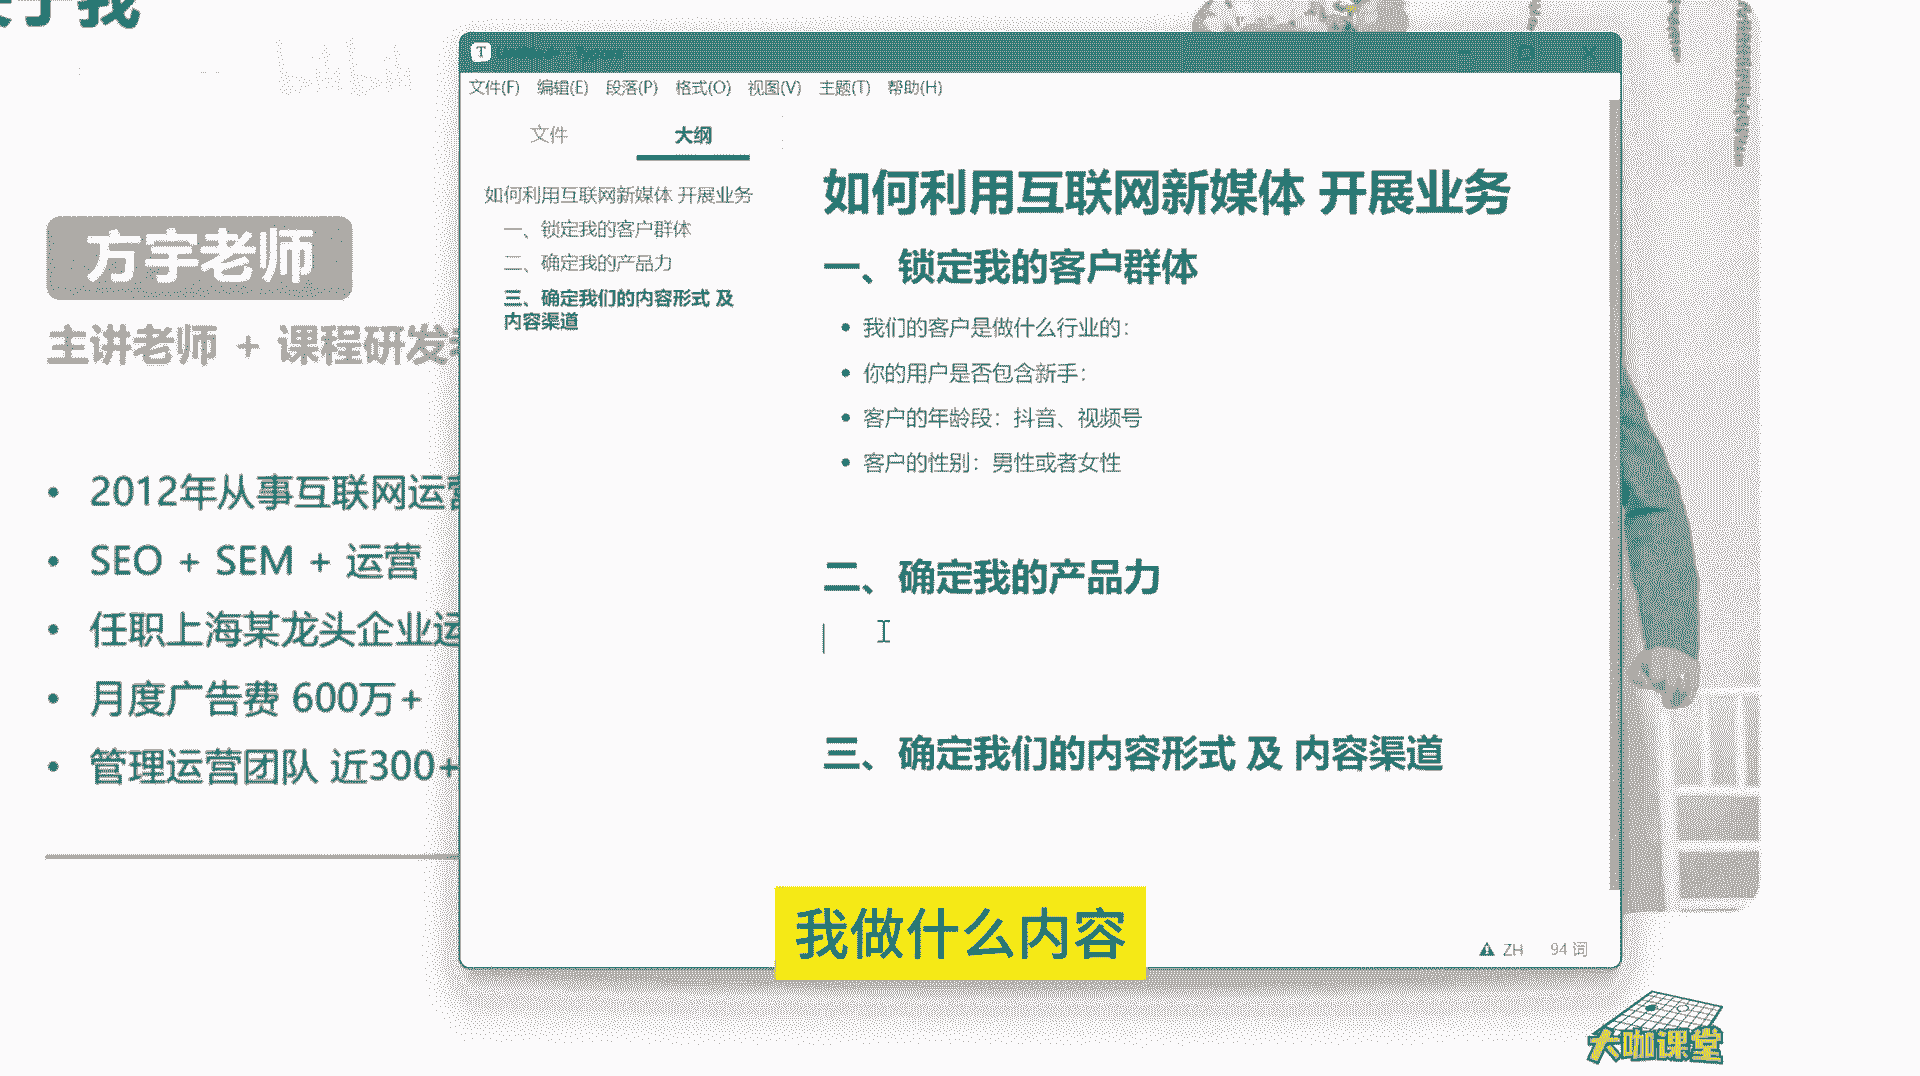 方宇老师
主讲老师 + 课程研发
2012年从事互联网运营
SEO + SEM + 运营
任职上海某龙头企业运
月度广告费 600万+
管理运营团队 近300+
文件(F) 编辑(E) 段落(P) 格式(O) 视图(V) 主题(T) 帮助(H)
文件 大纲
如何利用互联网新媒体 开展业务
一、锁定我的客户群体
二、确定我的产品力
三、确定我们的内容形式 及
内容渠道
如何利用互联网新媒体 开展业务
一、锁定我的客户群体
我们的客户是做什么行业的：
你的用户是否包含新手：
客户的年龄段：抖音、视频号
客户的性别：男性或者女性
二、确定我的产品力
三、确定我们的内容形式 及 内容渠道
ZH 94 词
我做什么内容
大咖课堂